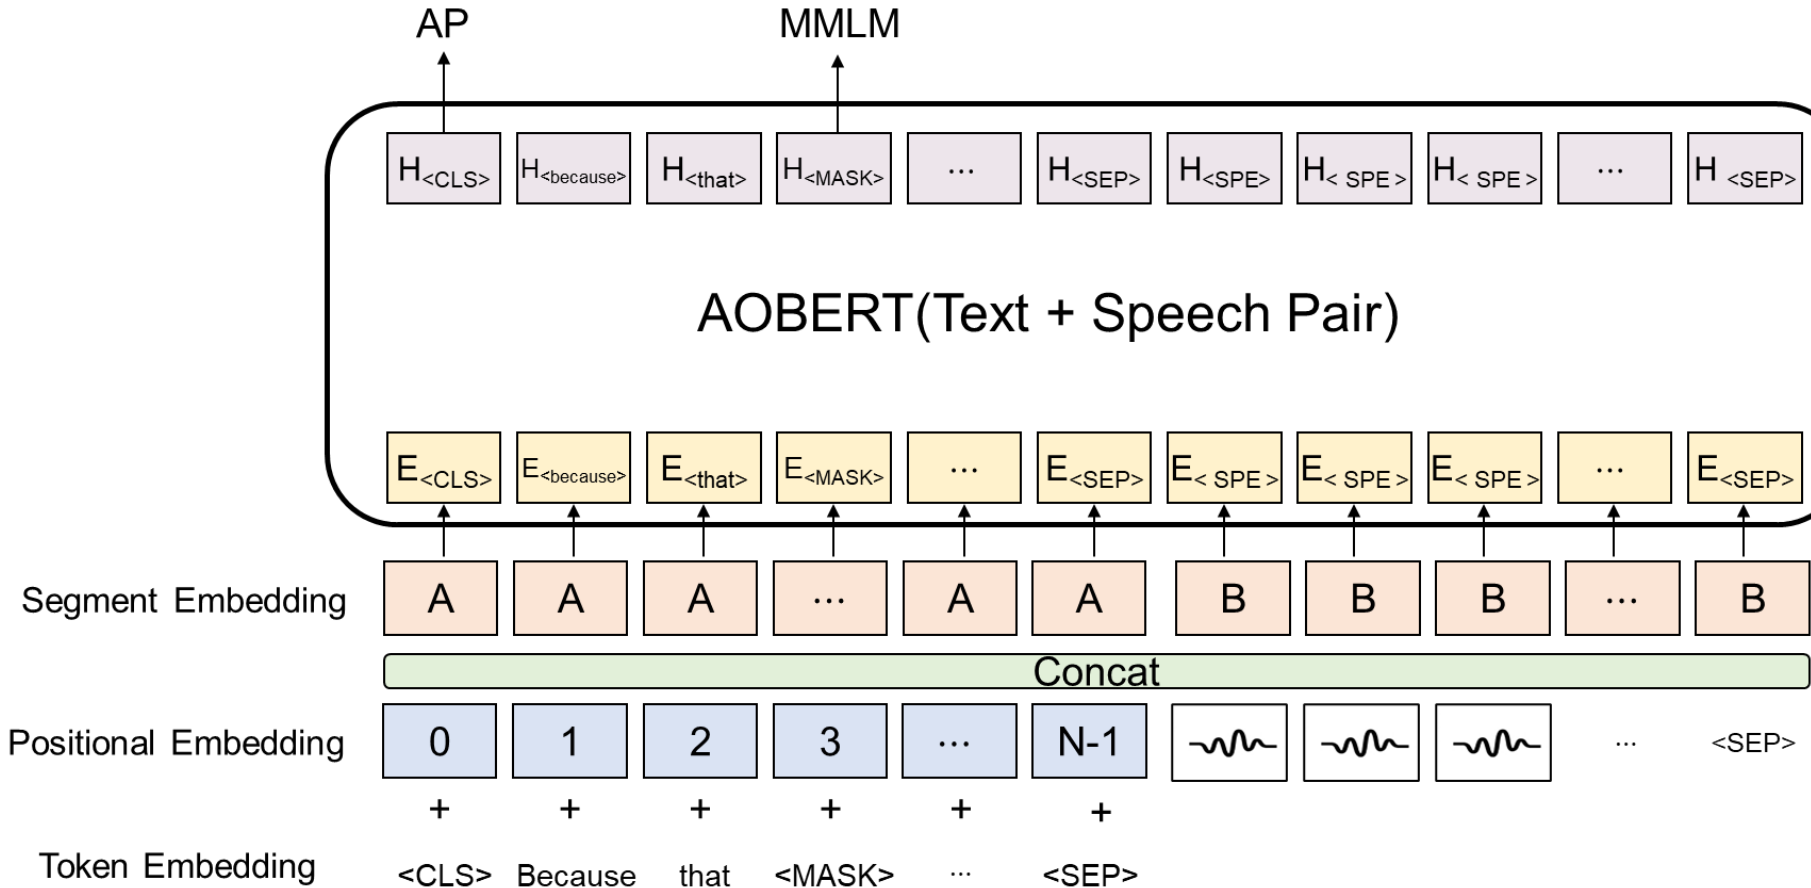 AP MMLM
H<CLS> H<because> H<that> H<MASK> ... H<SEP> H<SPE> H< SPE > H< SPE > ... H <SEP>
AOBERT(Text + Speech Pair)
E<CLS> E<because> E<that> E<MASK> ... E<SEP> E< SPE > E< SPE > E< SPE > ... E<SEP>
Segment Embedding A A A ... A A B B B ... B
Concat
Positional Embedding 0 1 2 3 ... N-1 ... <SEP>
+ + + + + +
Token Embedding <CLS> Because that <MASK> ... <SEP>